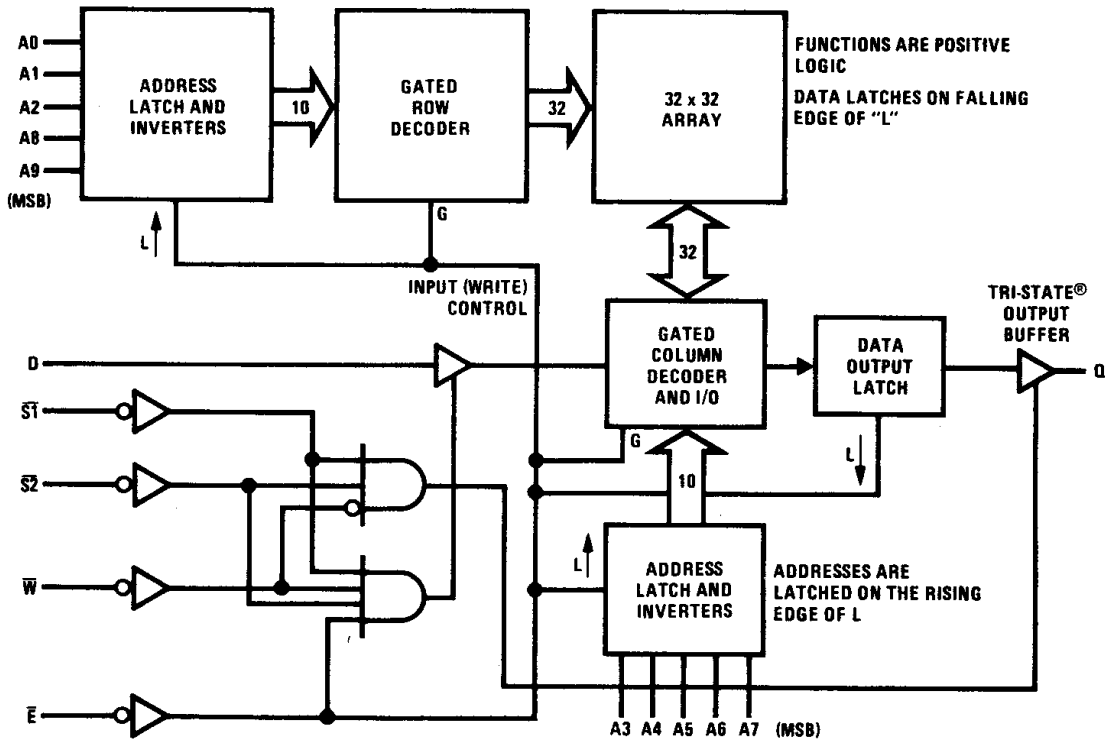 A0
A1
A2
A8
A9
(MSB)
ADDRESS
LATCH AND
INVERTERS
10
GATED
ROW
DECODER
32
32 x 32
ARRAY
FUNCTIONS ARE POSITIVE
LOGIC
DATA LATCHES ON FALLING
EDGE OF "L"
L
G
INPUT (WRITE)
CONTROL
32
TRI-STATE®
OUTPUT
BUFFER
D
GATED
COLUMN
DECODER
AND I/O
DATA
OUTPUT
LATCH
Q
S1
G
L
S2
10
L
W
ADDRESS
LATCH AND
INVERTERS
ADDRESSES ARE
LATCHED ON THE RISING
EDGE OF L
E
A3 A4 A5 A6 A7 (MSB)